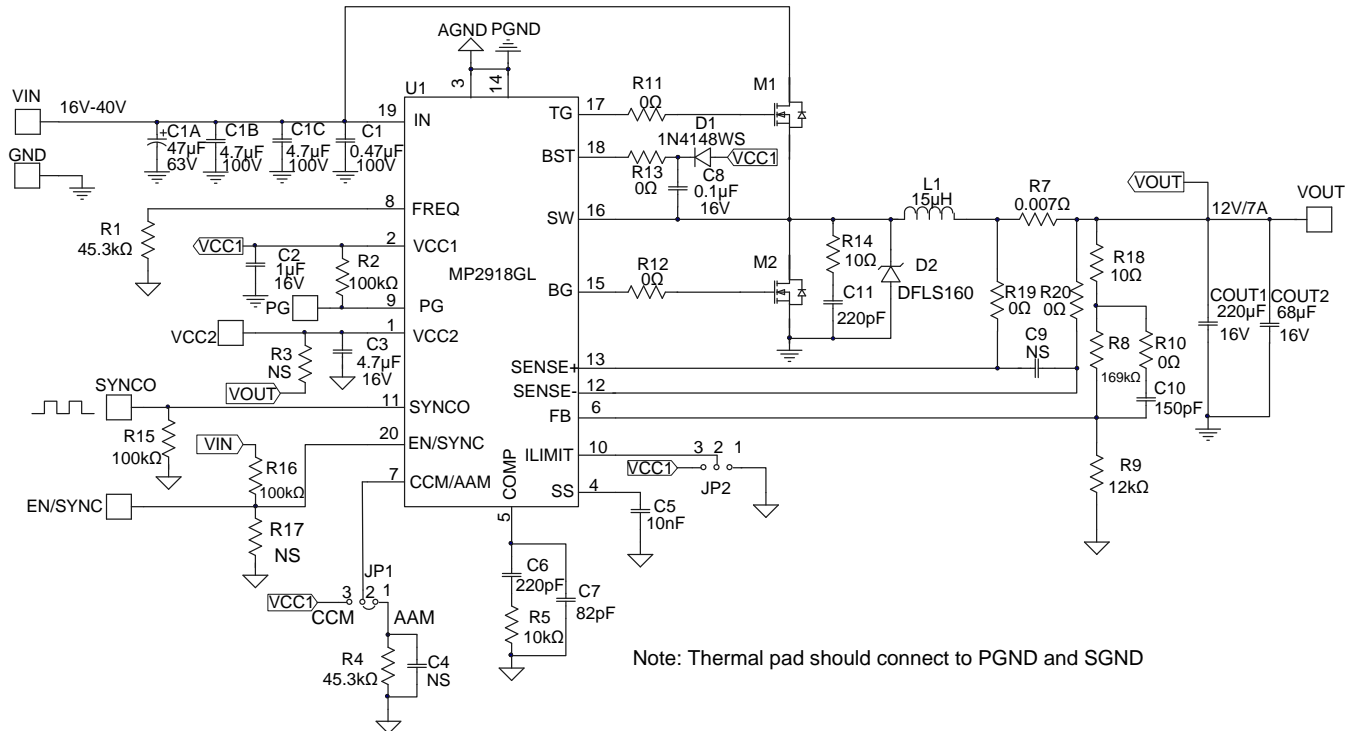 AGND PGND
U1
3
14
VIN
16V-40V
19
IN
+C1A
47µF
63V
C1B
4.7µF
100V
C1C
4.7µF
100V
C1
0.47µF
100V
GND
R1
45.3kΩ
8
FREQ
VCC1
2
VCC1
C2
1µF
16V
R2
100kΩ
PG
9
PG
MP2918GL
VCC2
1
VCC2
R3
NS
C3
4.7µF
16V
VOUT
SYNCO
11
SYNCO
R15
100kΩ
VIN
20
EN/SYNC
R16
100kΩ
7
CCM/AAM
EN/SYNC
R17
NS
JP1
VCC1
3
2
1
CCM
AAM
R4
45.3kΩ
C4
NS
COMP
5
C6
220pF
R5
10kΩ
C7
82pF
TG
17
R11
0Ω
M1
BST
18
R13
0Ω
D1
1N4148WS
VCC1
C8
0.1µF
16V
SW
16
L1
15µH
R7
0.007Ω
VOUT
12V/7A
VOUT
BG
15
R12
0Ω
M2
R14
10Ω
C11
220pF
D2
DFLS160
R19
0Ω
R20
0Ω
C9
NS
R18
10Ω
R8
169kΩ
R10
0Ω
C10
150pF
COUT1
220µF
16V
COUT2
68µF
16V
SENSE+
13
SENSE-
12
FB
6
R9
12kΩ
ILIMIT
10
VCC1
3 2 1
JP2
SS
4
C5
10nF
Note: Thermal pad should connect to PGND and SGND